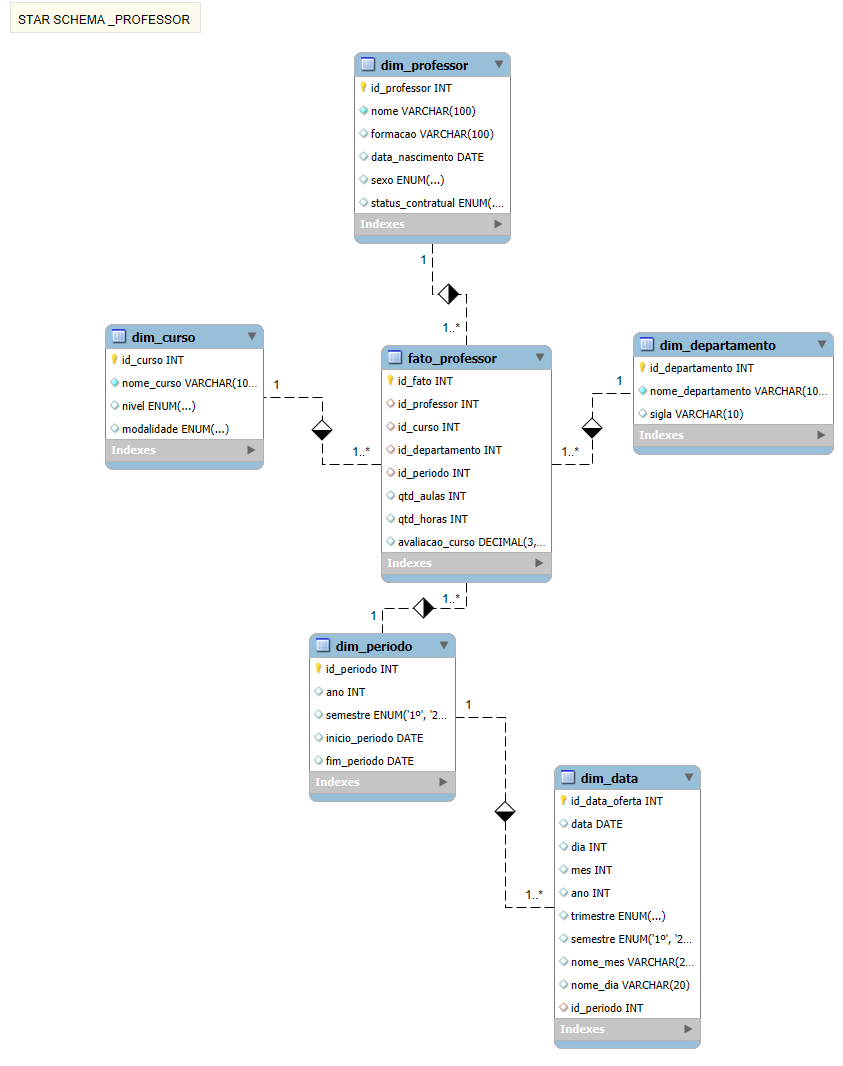 STAR SCHEMA _PROFESSOR
dim_professor
id_professor INT
nome VARCHAR(100)
formacao VARCHAR(100)
data_nascimento DATE
sexo ENUM(...)
status_contratual ENUM(....
Indexes
1
1..*
dim_curso
id_curso INT
nome_curso VARCHAR(10...
nivel ENUM(...)
modalidade ENUM(...)
Indexes
1
1..*
fato_professor
id_fato INT
id_professor INT
id_curso INT
id_departamento INT
id_periodo INT
qtd_aulas INT
qtd_horas INT
avaliacao_curso DECIMAL(3,...
Indexes
dim_departamento
id_departamento INT
nome_departamento VARCHAR(10...
sigla VARCHAR(10)
Indexes
1
1..*
1..*
1
dim_periodo
id_periodo INT
ano INT
semestre ENUM('1º', '2...
inicio_periodo DATE
fim_periodo DATE
Indexes
1
1..*
dim_data
id_data_oferta INT
data DATE
dia INT
mes INT
ano INT
trimestre ENUM(...)
semestre ENUM('1º', '2...
nome_mes VARCHAR(2...
nome_dia VARCHAR(20)
id_periodo INT
Indexes